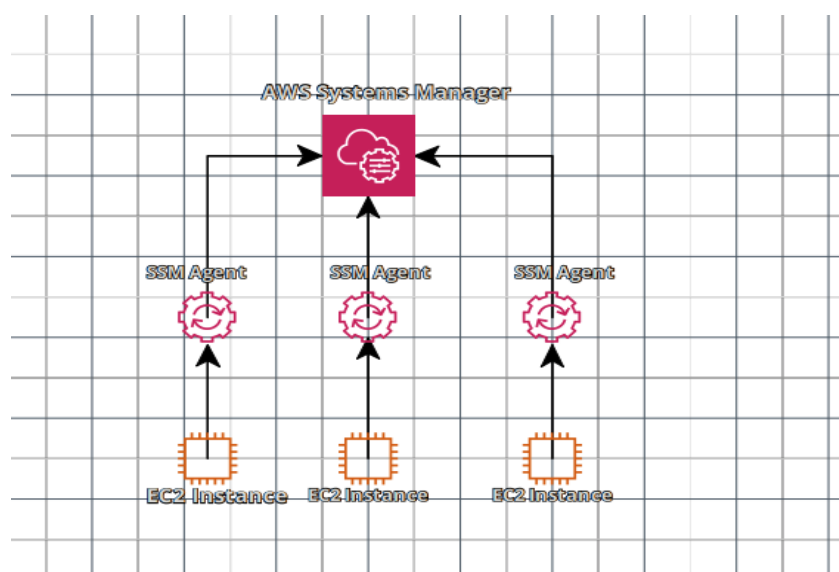 AWS Systems Manager
SSM Agent
SSM Agent
SSM Agent
EC2 Instance
EC2 Instance
EC2 Instance